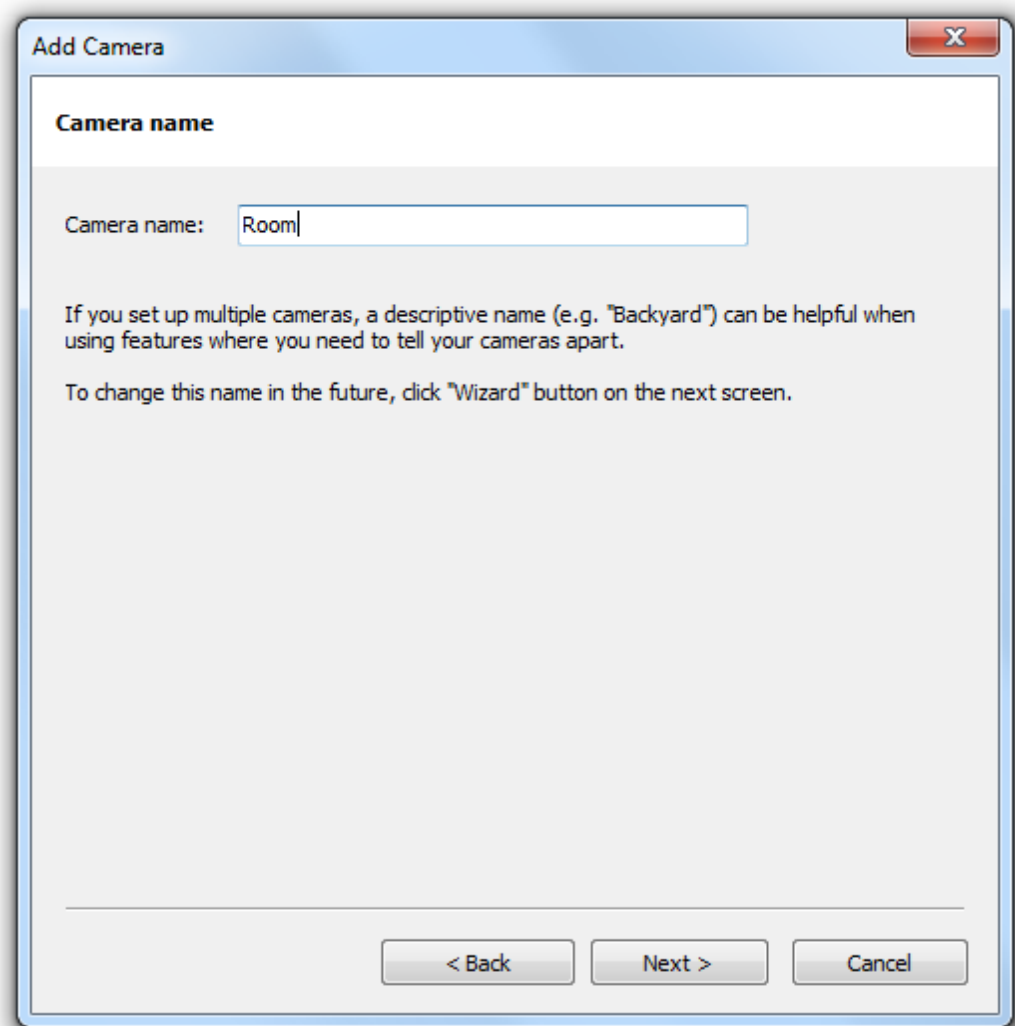 Add Camera
Camera name
Camera name: Room
If you set up multiple cameras, a descriptive name (e.g. "Backyard") can be helpful when
using features where you need to tell your cameras apart.
To change this name in the future, click "Wizard" button on the next screen.
< Back Next > Cancel